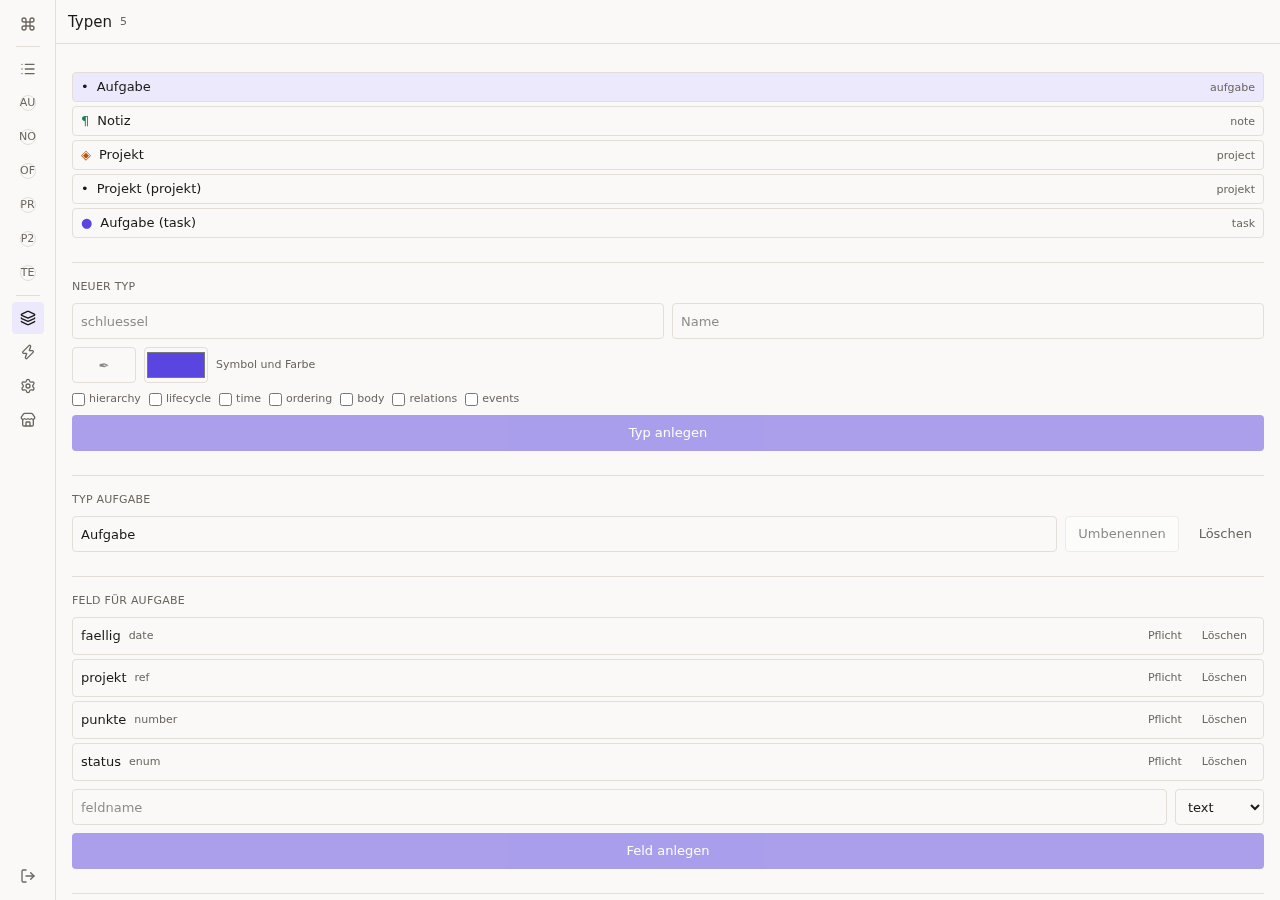 Typen 5
AU
NO
OF
PR
P2
TE
• Aufgabe aufgabe
¶ Notiz note
◈ Projekt project
• Projekt (projekt) projekt
● Aufgabe (task) task
NEUER TYP
schluessel Name
✒ Symbol und Farbe
hierarchy lifecycle time ordering body relations events
Typ anlegen
TYP AUFGABE
Aufgabe Umbenennen Löschen
FELD FÜR AUFGABE
faellig date Pflicht Löschen
projekt ref Pflicht Löschen
punkte number Pflicht Löschen
status enum Pflicht Löschen
feldname text
Feld anlegen